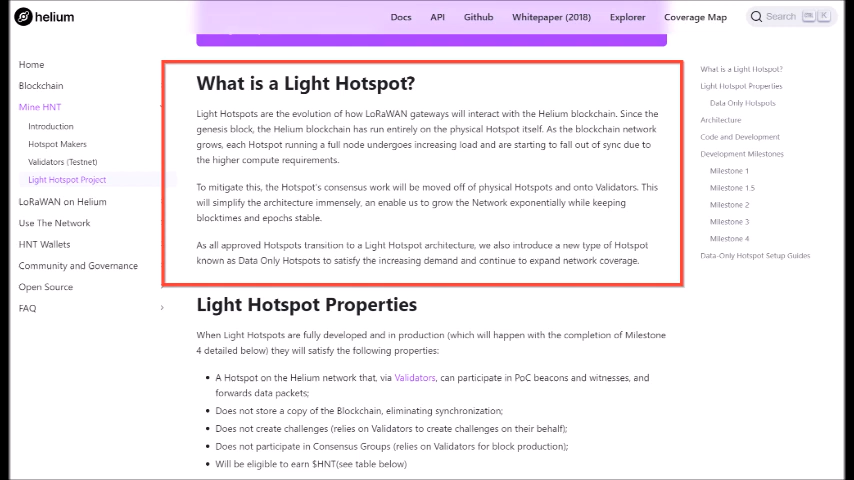 helium
Docs API Github Whitepaper (2018) Explorer Coverage Map
Search K
Home
Blockchain
Mine HNT
Introduction
Hotspot Makers
Validators (Testnet)
Light Hotspot Project
LoRaWAN on Helium
Use The Network
HNT Wallets
Community and Governance
Open Source
FAQ
What is a Light Hotspot?
Light Hotspots are the evolution of how LoRaWAN gateways will interact with the Helium blockchain. Since the
genesis block, the Helium blockchain has run entirely on the physical Hotspot itself. As the blockchain network
grows, each Hotspot running a full node undergoes increasing load and are starting to fall out of sync due to
the higher compute requirements.
To mitigate this, the Hotspot's consensus work will be moved off of physical Hotspots and onto Validators. This
will simplify the architecture immensely, an enable us to grow the Network exponentially while keeping
blocktimes and epochs stable.
As all approved Hotspots transition to a Light Hotspot architecture, we also introduce a new type of Hotspot
known as Data Only Hotspots to satisfy the increasing demand and continue to expand network coverage.
Light Hotspot Properties
When Light Hotspots are fully developed and in production (which will happen with the completion of Milestone
4 detailed below) they will satisfy the following properties:
A Hotspot on the Helium network that, via Validators, can participate in PoC beacons and witnesses, and
forwards data packets;
Does not store a copy of the Blockchain, eliminating synchronization;
Does not create challenges (relies on Validators to create challenges on their behalf);
Does not participate in Consensus Groups (relies on Validators for block production);
Will be eligible to earn $HNT(see table below)
What is a Light Hotspot?
Light Hotspot Properties
Data Only Hotspots
Architecture
Code and Development
Development Milestones
Milestone 1
Milestone 1.5
Milestone 2
Milestone 3
Milestone 4
Data-Only Hotspot Setup Guides